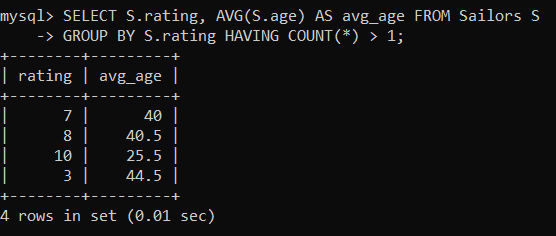 mysql> SELECT S.rating, AVG(S.age) AS avg_age FROM Sailors S
    -> GROUP BY S.rating HAVING COUNT(*) > 1;
+--------+---------+
| rating | avg_age |
+--------+---------+
|      7 |      40 |
|      8 |    40.5 |
|     10 |    25.5 |
|      3 |    44.5 |
+--------+---------+
4 rows in set (0.01 sec)